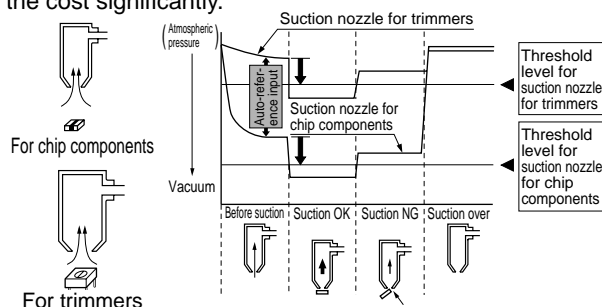 the cost significantly.
Suction nozzle for trimmers
(Atmospheric
pressure)
Auto-refer-
ence input
Suction nozzle for
chip components
Threshold
level for
suction nozzle
for trimmers
For chip components
Threshold
level for
suction nozzle
for chip
components
Vacuum
Before suction
Suction OK
Suction NG
Suction over
For trimmers